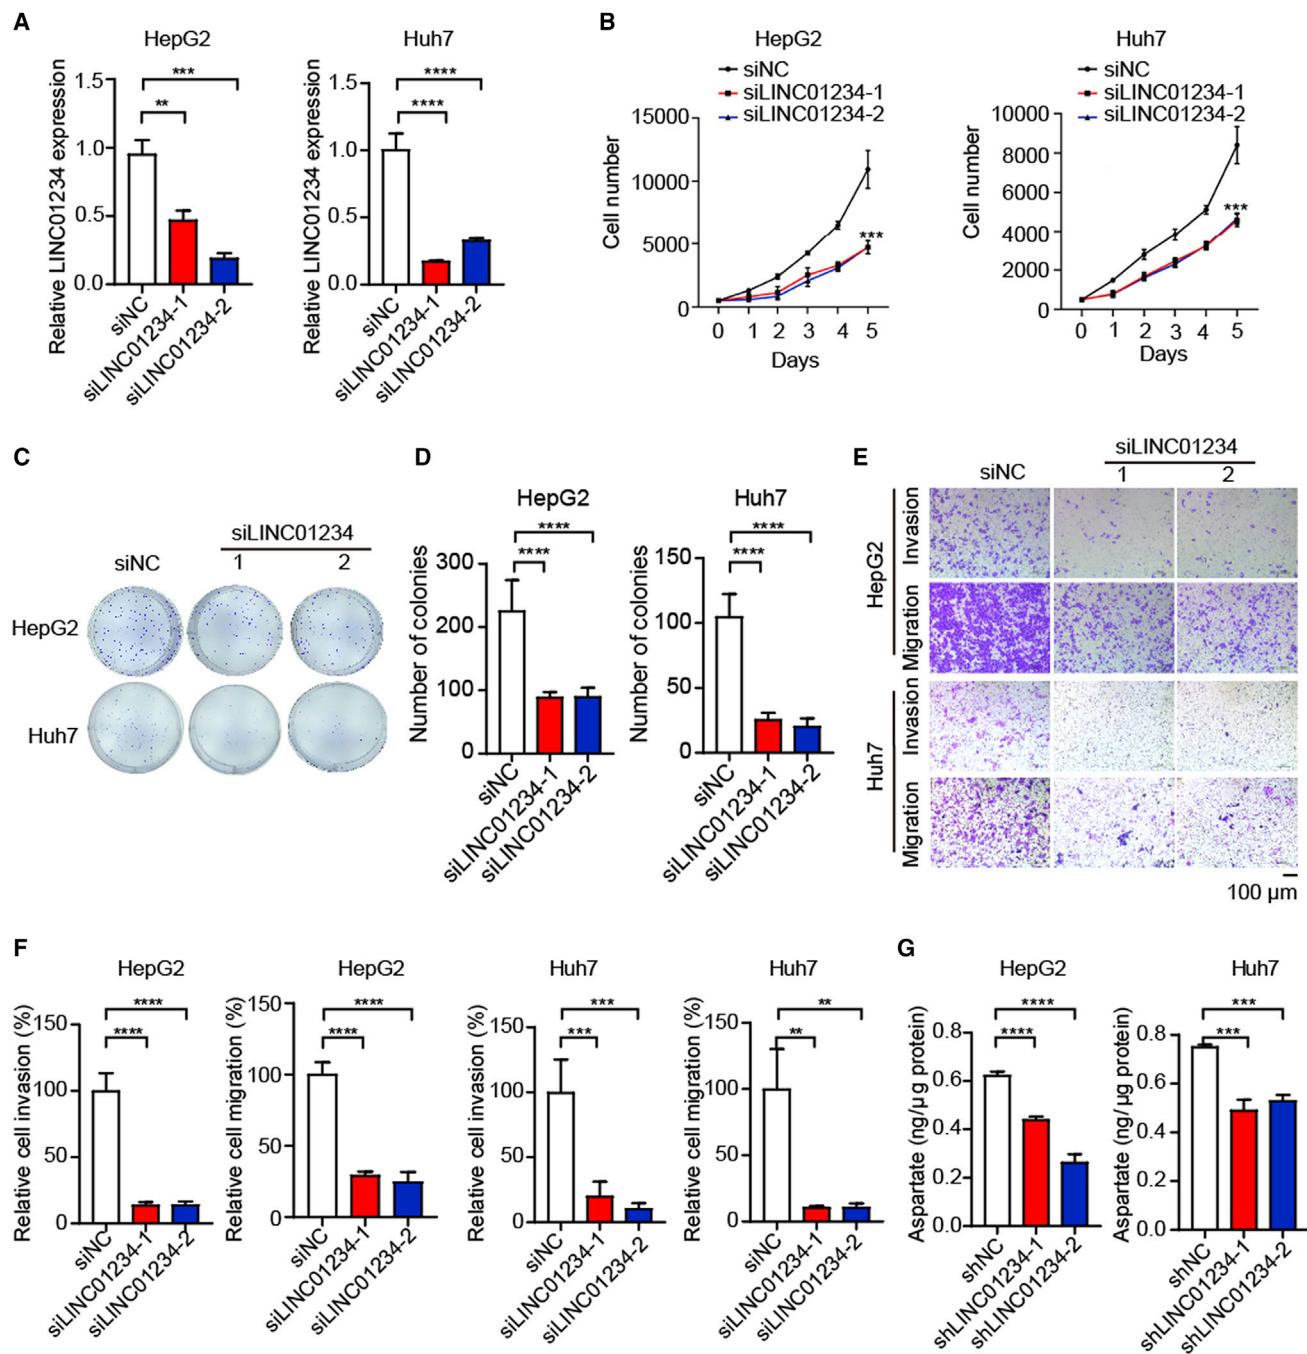 A
HepG2
Relative LINC01234 expression
1.5
1.0
0.5
0.0
***
**
siNC
siLINC01234-1
siLINC01234-2
Huh7
Relative LINC01234 expression
1.5
1.0
0.5
0.0
****
****
siNC
siLINC01234-1
siLINC01234-2
B
HepG2
siNC
siLINC01234-1
siLINC01234-2
Cell number
15000
10000
5000
0
***
0 1 2 3 4 5
Days
Huh7
siNC
siLINC01234-1
siLINC01234-2
Cell number
10000
8000
6000
4000
2000
0
***
0 1 2 3 4 5
Days
C
siLINC01234
siNC 1 2
HepG2
Huh7
D
HepG2
Number of colonies
300
200
100
0
****
****
siNC
siLINC01234-1
siLINC01234-2
Huh7
Number of colonies
150
100
50
0
****
****
siNC
siLINC01234-1
siLINC01234-2
E
siLINC01234
siNC 1 2
HepG2
Invasion
Migration
Huh7
Invasion
Migration
100 µm
F
HepG2
Relative cell invasion (%)
150
100
50
0
****
****
siNC
siLINC01234-1
siLINC01234-2
HepG2
Relative cell migration (%)
150
100
50
0
****
****
siNC
siLINC01234-1
siLINC01234-2
Huh7
Relative cell invasion (%)
150
100
50
0
***
***
siNC
siLINC01234-1
siLINC01234-2
Huh7
Relative cell migration (%)
150
100
50
0
**
**
siNC
siLINC01234-1
siLINC01234-2
G
HepG2
Aspartate (ng/µg protein)
0.8
0.6
0.4
0.2
0.0
****
****
shNC
shLINC01234-1
shLINC01234-2
Huh7
Aspartate (ng/µg protein)
0.8
0.6
0.4
0.2
0.0
***
***
shNC
shLINC01234-1
shLINC01234-2